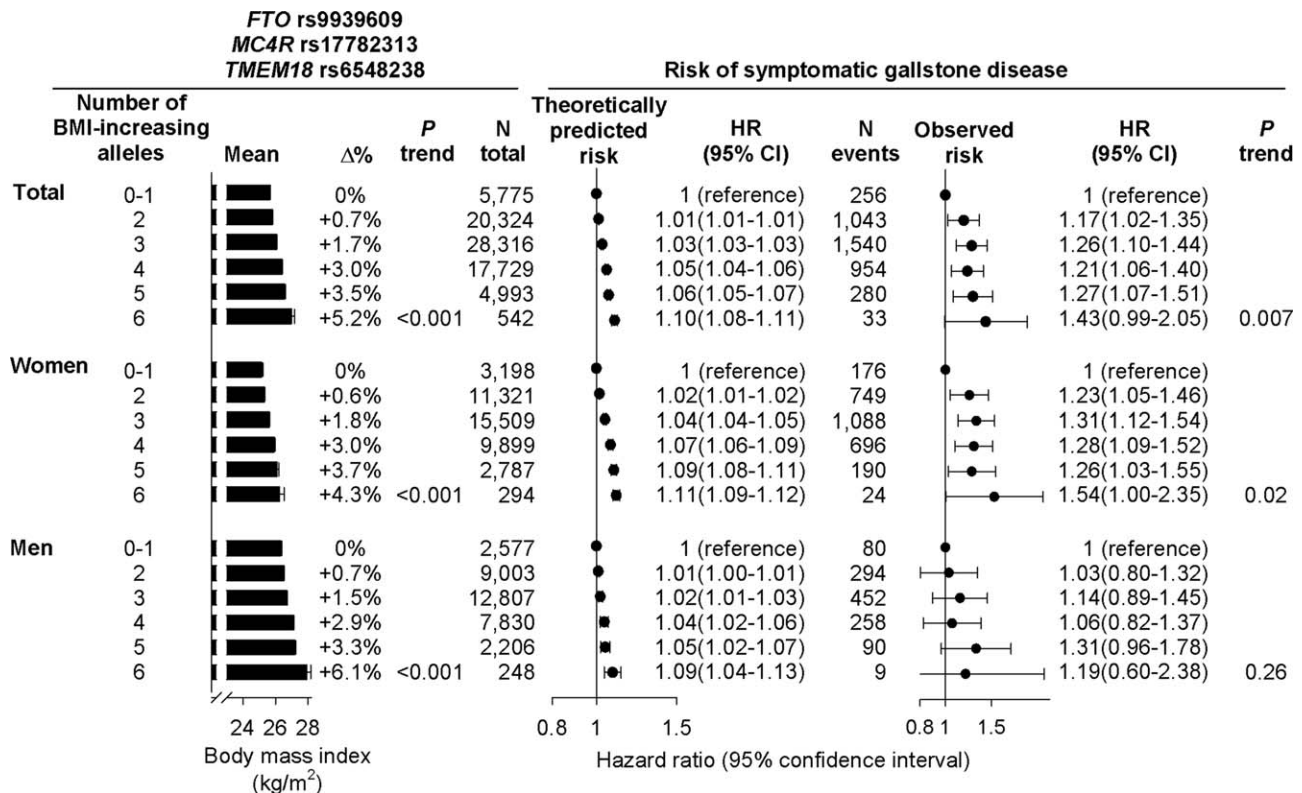 FTO rs9939609
MC4R rs17782313
TMEM18 rs6548238
Risk of symptomatic gallstone disease
Number of BMI-increasing alleles Mean Δ% P trend N total Theoretically predicted risk HR (95% CI) N events Observed risk HR (95% CI) P trend
Total 0-1 0% 5,775 1 (reference) 256 1 (reference)
2 +0.7% 20,324 1.01(1.01-1.01) 1,043 1.17(1.02-1.35)
3 +1.7% 28,316 1.03(1.03-1.03) 1,540 1.26(1.10-1.44)
4 +3.0% 17,729 1.05(1.04-1.06) 954 1.21(1.06-1.40)
5 +3.5% 4,993 1.06(1.05-1.07) 280 1.27(1.07-1.51)
6 +5.2% <0.001 542 1.10(1.08-1.11) 33 1.43(0.99-2.05) 0.007
Women 0-1 0% 3,198 1 (reference) 176 1 (reference)
2 +0.6% 11,321 1.02(1.01-1.02) 749 1.23(1.05-1.46)
3 +1.8% 15,509 1.04(1.04-1.05) 1,088 1.31(1.12-1.54)
4 +3.0% 9,899 1.07(1.06-1.09) 696 1.28(1.09-1.52)
5 +3.7% 2,787 1.09(1.08-1.11) 190 1.26(1.03-1.55)
6 +4.3% <0.001 294 1.11(1.09-1.12) 24 1.54(1.00-2.35) 0.02
Men 0-1 0% 2,577 1 (reference) 80 1 (reference)
2 +0.7% 9,003 1.01(1.00-1.01) 294 1.03(0.80-1.32)
3 +1.5% 12,807 1.02(1.01-1.03) 452 1.14(0.89-1.45)
4 +2.9% 7,830 1.04(1.02-1.06) 258 1.06(0.82-1.37)
5 +3.3% 2,206 1.05(1.02-1.07) 90 1.31(0.96-1.78)
6 +6.1% <0.001 248 1.09(1.04-1.13) 9 1.19(0.60-2.38) 0.26
24 26 28 0.8 1 1.5 0.8 1 1.5
Body mass index
(kg/m²)
Hazard ratio (95% confidence interval)